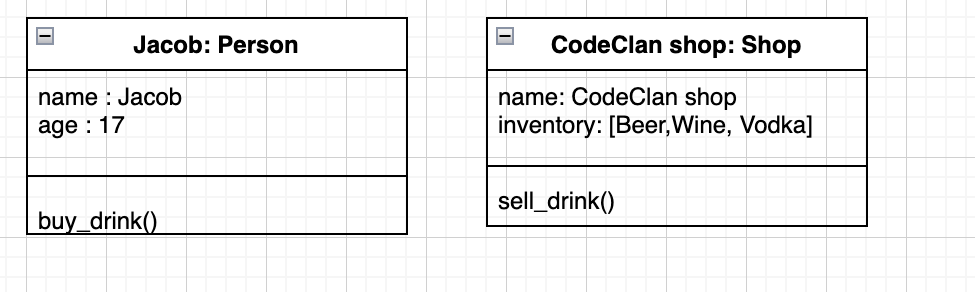 Jacob: Person
name : Jacob
age : 17
buy_drink()
CodeClan shop: Shop
name: CodeClan shop
inventory: [Beer,Wine, Vodka]
sell_drink()